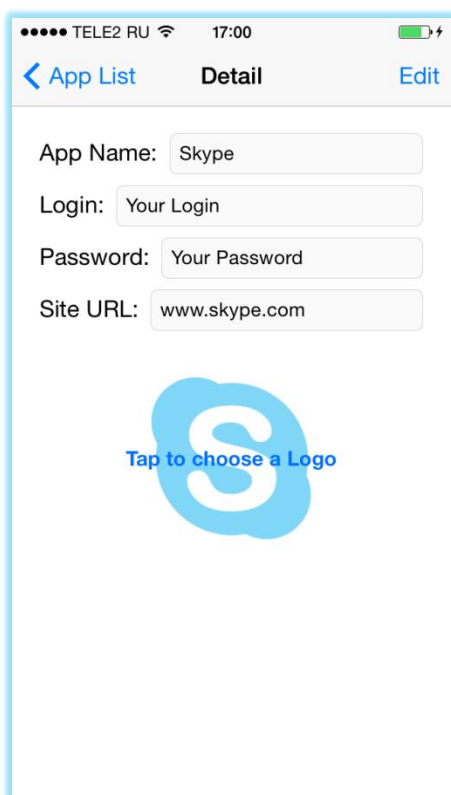 TELE2 RU 17:00
App List Detail Edit
App Name: Skype
Login: Your Login
Password: Your Password
Site URL: www.skype.com
S
Tap to choose a Logo